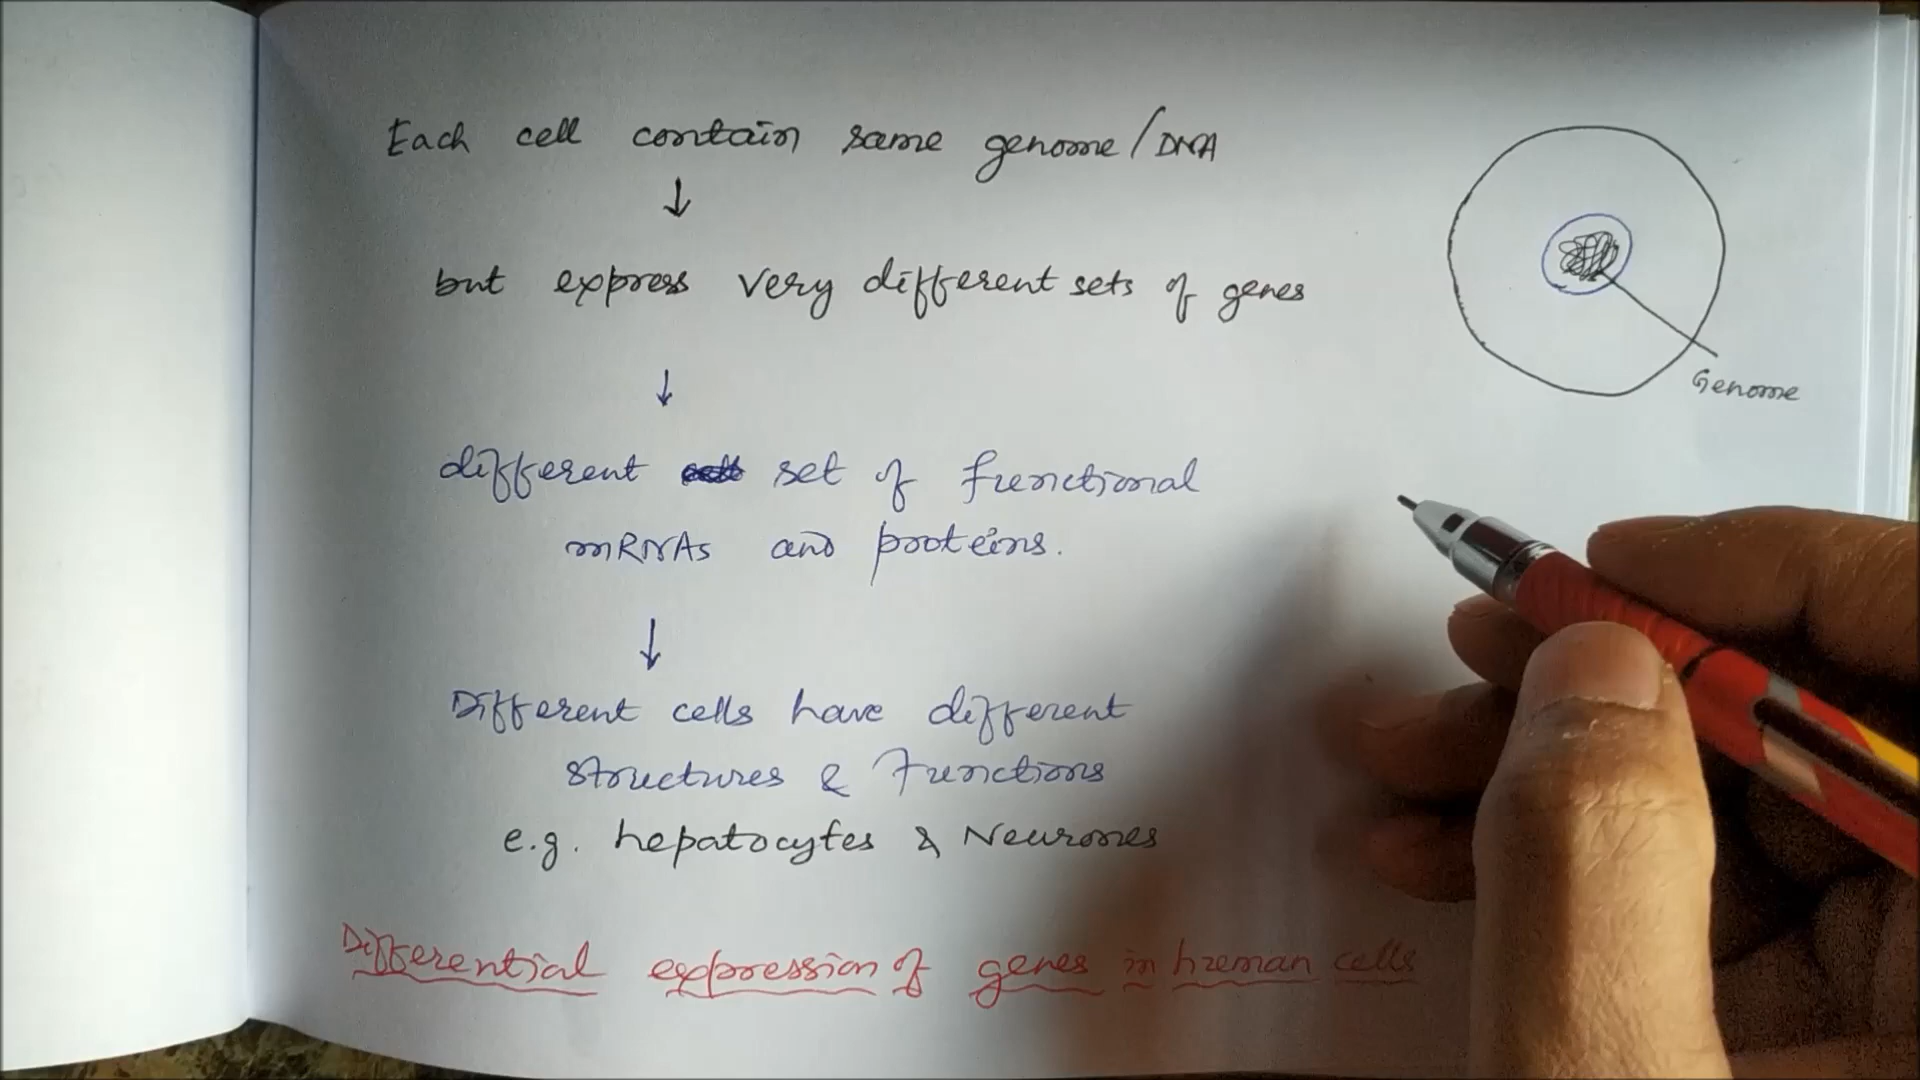 Each cell contain same genome/DNA
↓
but express very different sets of genes
Genome
↓
different set of functional
mRNAs and proteins.
↓
Different cells have different
structures & Functions
e.g. hepatocytes & Neurones
Differential expression of genes in human cells